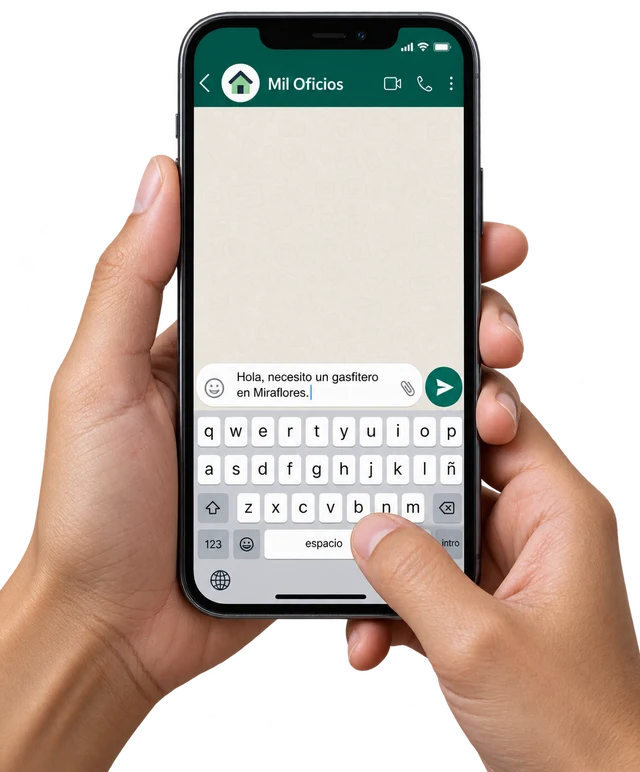 Mil Oficios
Hola, necesito un gasfitero
en Miraflores.
q w e r t y u i o p
a s d f g h j k l ñ
z x c v b n m
123 espacio intro